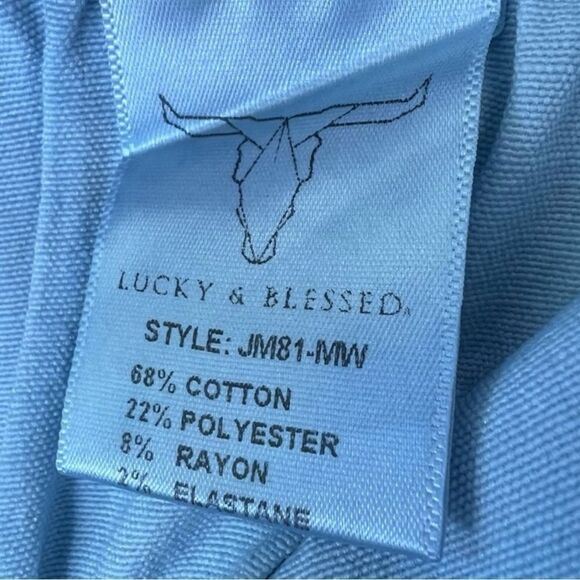 LUCKY & BLESSED
STYLE: JM81-MW
68% COTTON
22% POLYESTER
8% RAYON
2% ELASTANE